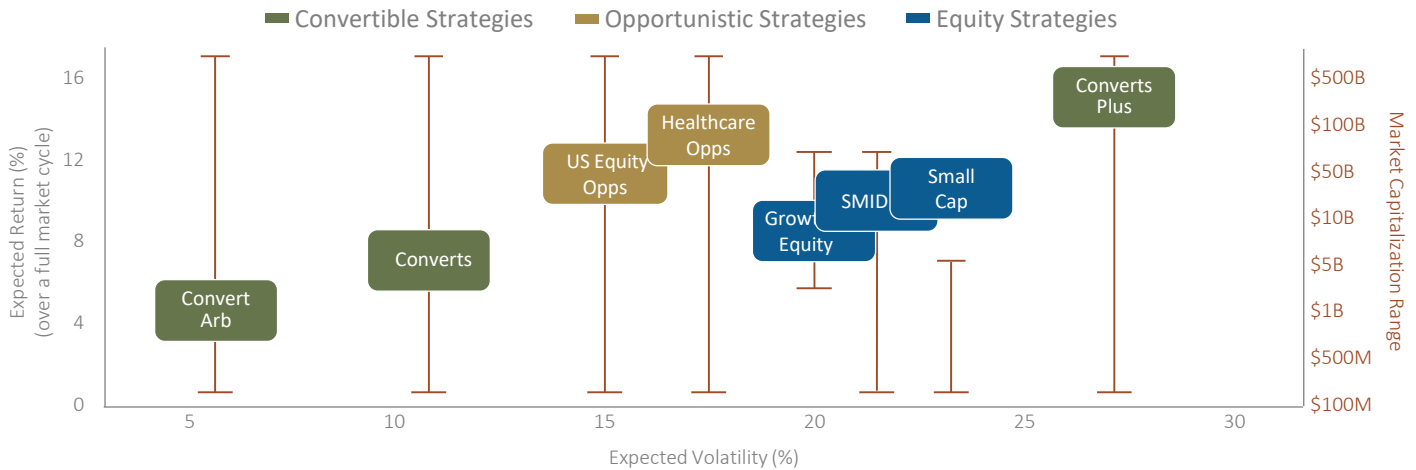 Convertible Strategies
Opportunistic Strategies
Equity Strategies
Expected Return (%)
(over a full market cycle)
16
12
8
4
0
Convert
Arb
Converts
US Equity
Opps
Healthcare
Opps
Equity
SMID
Small
Cap
Converts
Plus
$500B
$100B
$50B
$10B
$5B
$1B
$500M
$100M
Market Capitalization Range
5
10
15
20
25
30
Expected Volatility (%)